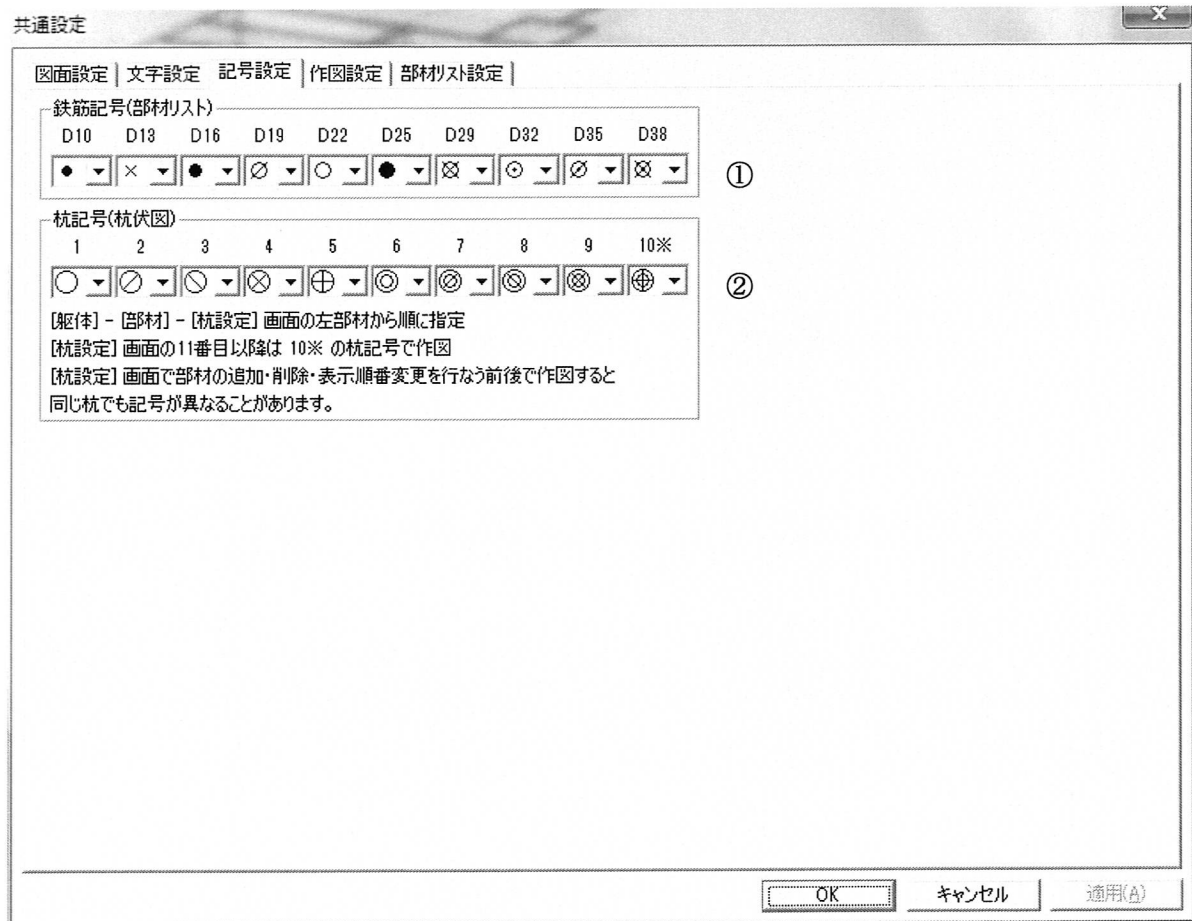 共通設定
図面設定 文字設定 記号設定 作図設定 部材リスト設定
鉄筋記号(部材リスト)
D10 D13 D16 D19 D22 D25 D29 D32 D35 D38
①
杭記号(杭伏図)
1 2 3 4 5 6 7 8 9 10※
②
[躯体] - [部材] - [杭設定] 画面の左部材から順に指定
[杭設定] 画面の11番目以降は 10※ の杭記号で作図
[杭設定] 画面で部材の追加・削除・表示順番変更を行なう前後で作図すると
同じ杭でも記号が異なることがあります。
OK キャンセル 適用(A)